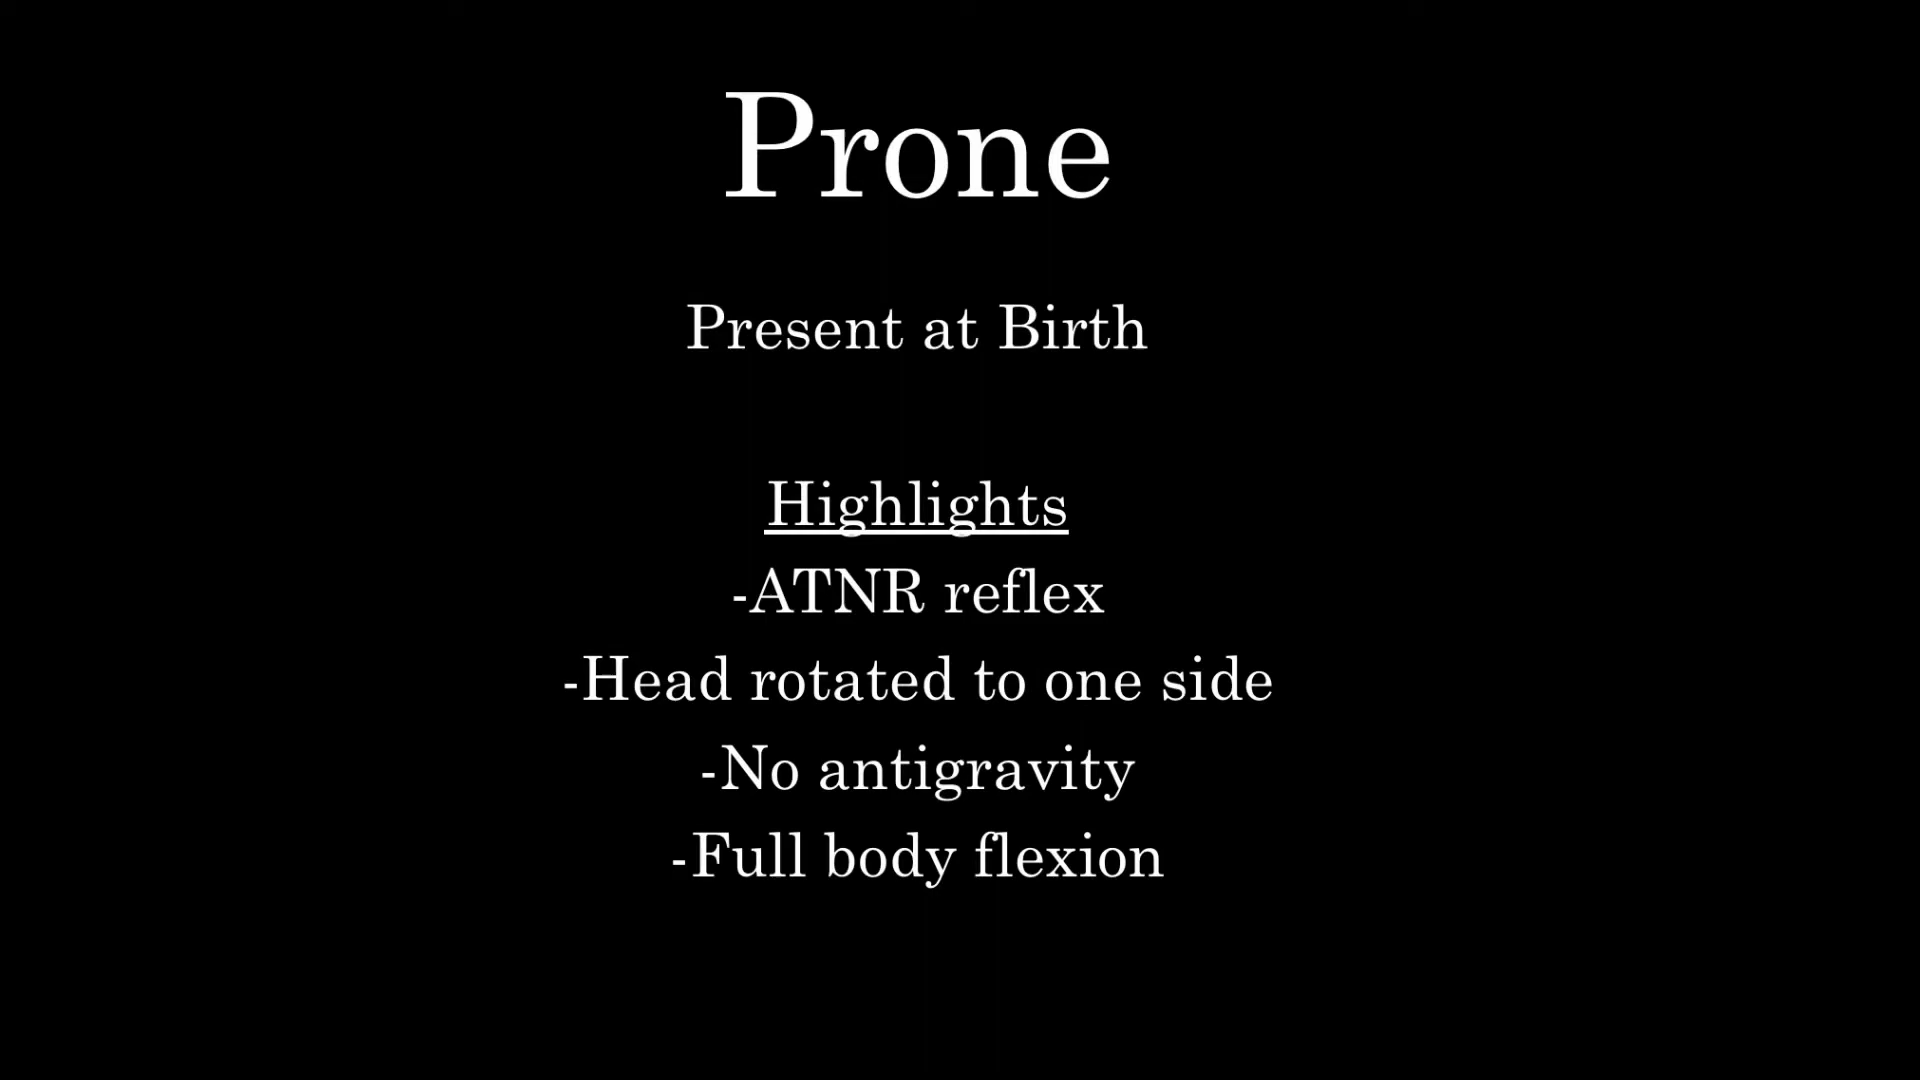 Prone
Present at Birth
Highlights
-ATNR reflex
-Head rotated to one side
-No antigravity
-Full body flexion